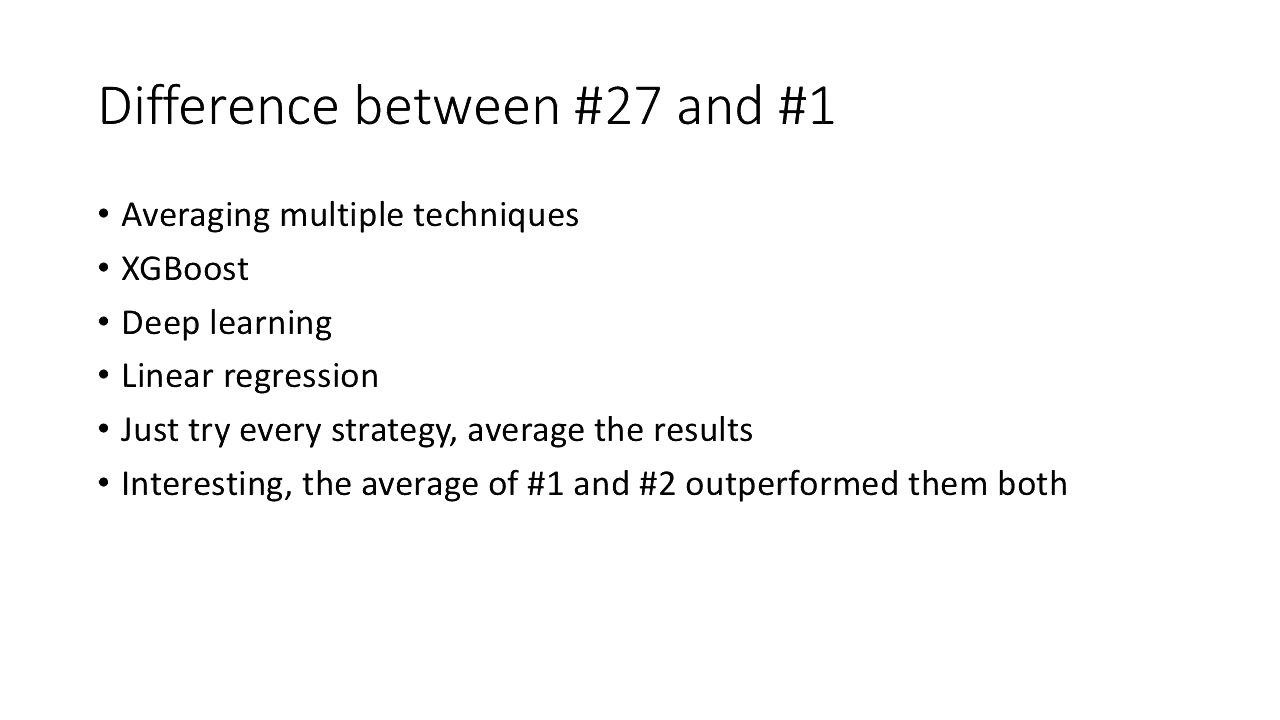 Difference between #27 and #1
• Averaging multiple techniques
• XGBoost
• Deep learning
• Linear regression
• Just try every strategy, average the results
• Interesting, the average of #1 and #2 outperformed them both